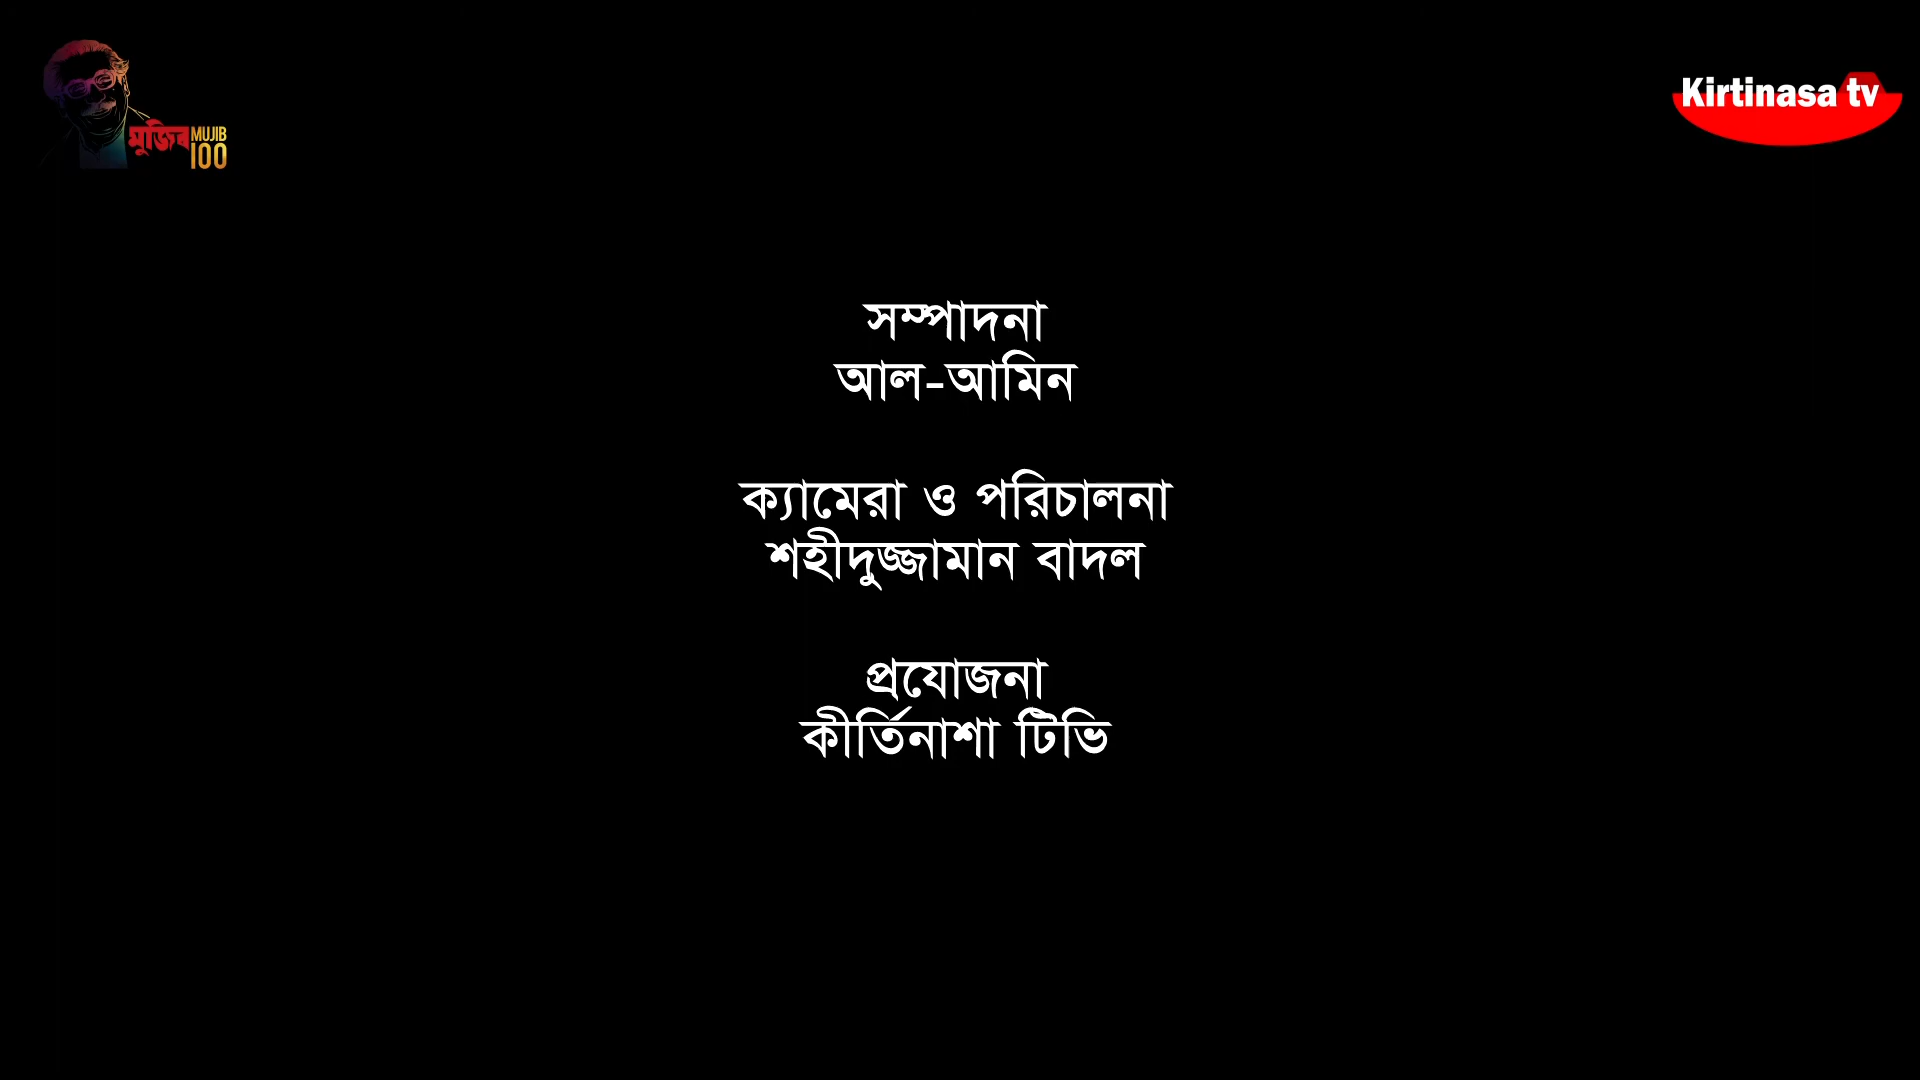 মুজিব
MUJIB
100
Kirtinasa tv
সম্পাদনা
আল-আমিন
ক্যামেরা ও পরিচালনা
শহীদুজ্জামান বাদল
প্রযোজনা
কীর্তিনাশা টিভি